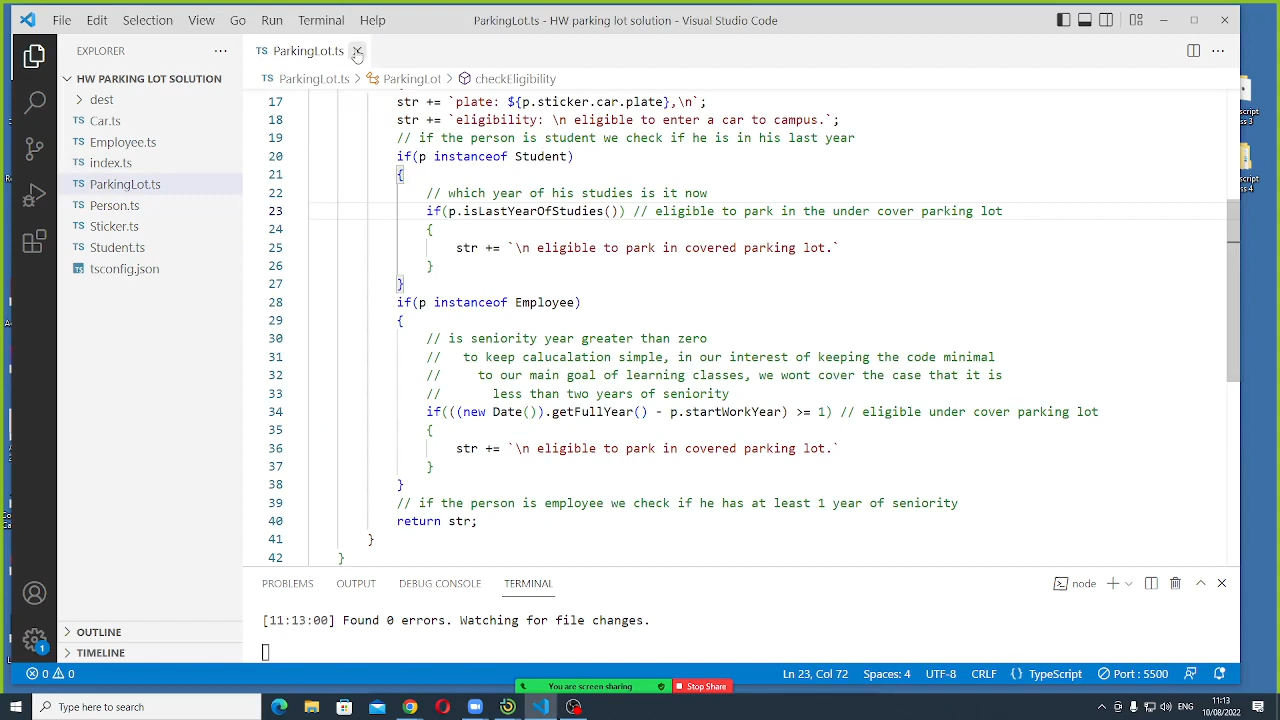 File Edit Selection View Go Run Terminal Help ParkingLot.ts - HW parking lot solution - Visual Studio Code
EXPLORER
TS ParkingLot.ts
HW PARKING LOT SOLUTION
TS ParkingLot.ts > ParkingLot > checkEligibility
dest
TS Car.ts
TS Employee.ts
TS index.ts
TS ParkingLot.ts
TS Person.ts
TS Sticker.ts
TS Student.ts
tsconfig.json
17 str += `plate: ${p.sticker.car.plate},\n`;
18 str += `eligibility: \n eligible to enter a car to campus.`;
19 // if the person is student we check if he is in his last year
20 if(p instanceof Student)
21 {
22 // which year of his studies is it now
23 if(p.isLastYearOfStudies()) // eligible to park in the under cover parking lot
24 {
25 str += `\n eligible to park in covered parking lot.`
26 }
27 }
28 if(p instanceof Employee)
29 {
30 // is seniority year greater than zero
31 // to keep calucalation simple, in our interest of keeping the code minimal
32 // to our main goal of learning classes, we wont cover the case that it is
33 // less than two years of seniority
34 if(((new Date()).getFullYear() - p.startWorkYear) >= 1) // eligible under cover parking lot
35 {
36 str += `\n eligible to park in covered parking lot.`
37 }
38 }
39 // if the person is employee we check if he has at least 1 year of seniority
40 return str;
41 }
42 }
PROBLEMS OUTPUT DEBUG CONSOLE TERMINAL node
[11:13:00] Found 0 errors. Watching for file changes.
OUTLINE
TIMELINE
1
0 0 Ln 23, Col 72 Spaces: 4 UTF-8 CRLF {} TypeScript Port : 5500
You are screen sharing Stop Share
Type here to search
ENG
11:13
10/08/2022